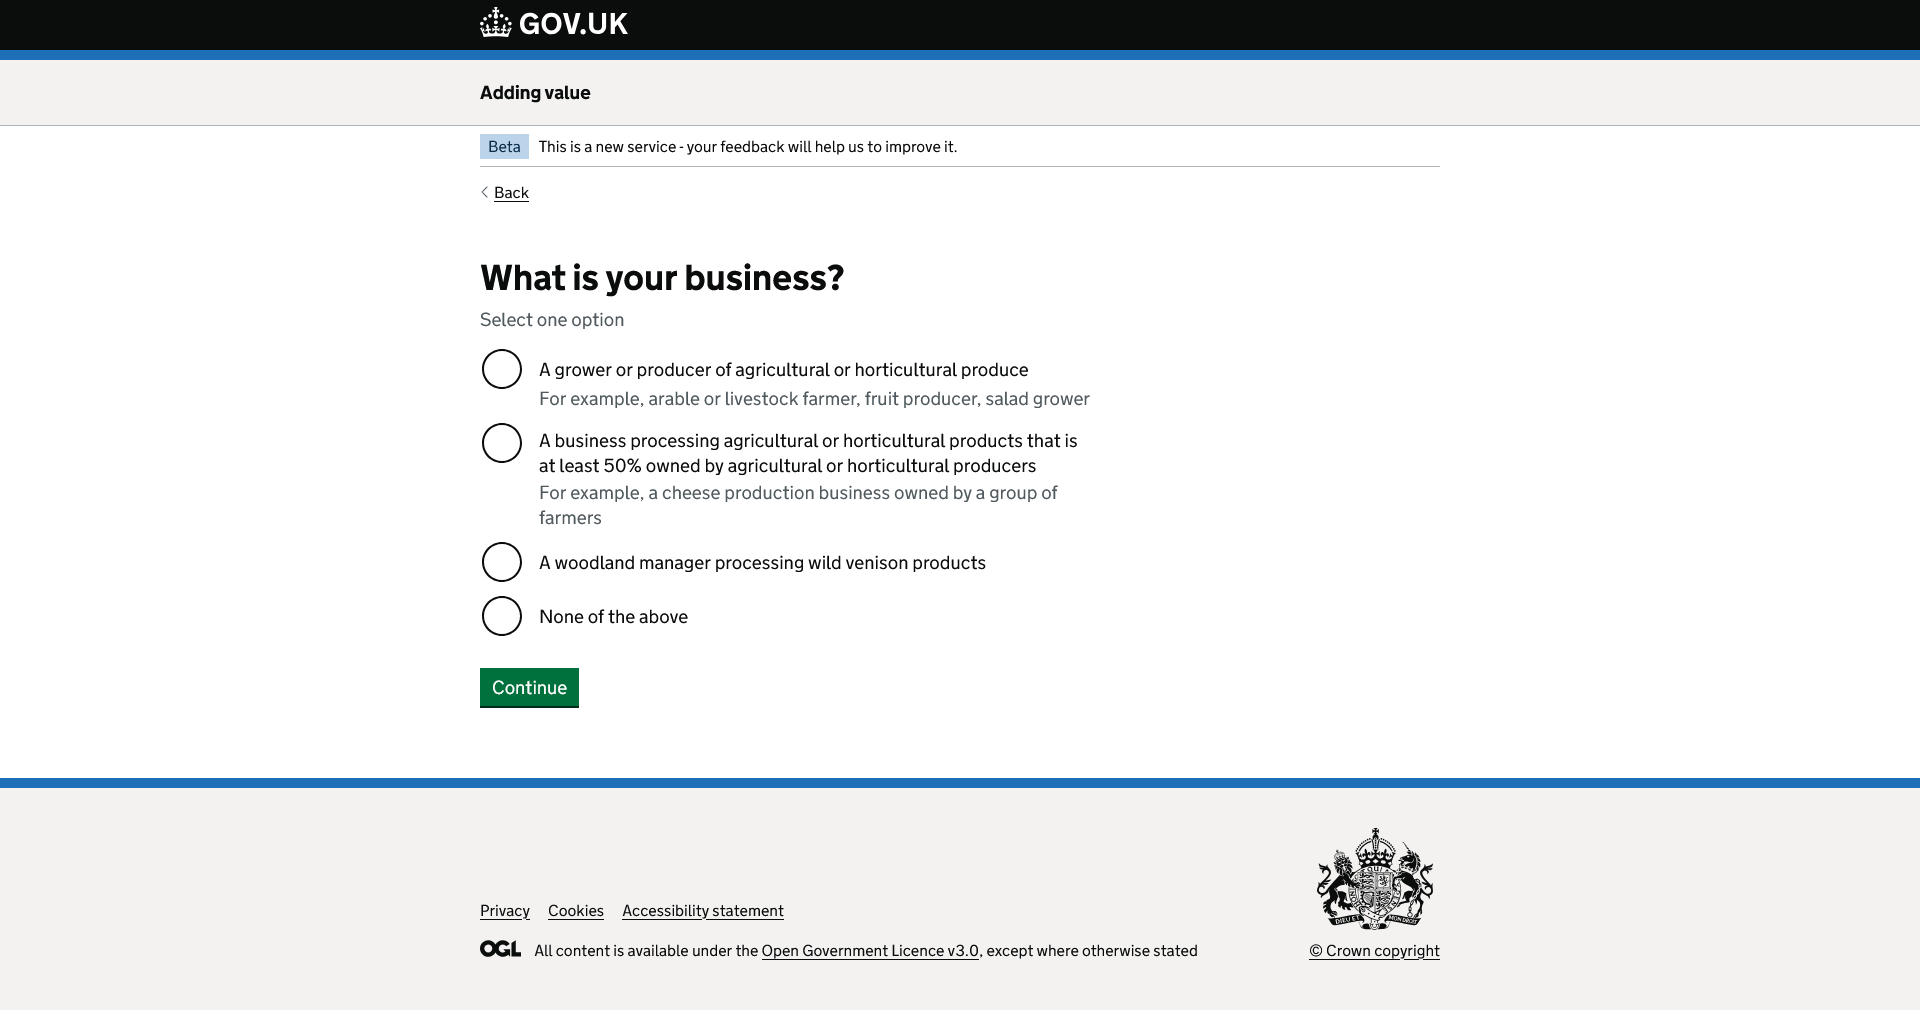 GOV.UK
Adding value
Beta This is a new service - your feedback will help us to improve it.
Back
What is your business?
Select one option
A grower or producer of agricultural or horticultural produce
For example, arable or livestock farmer, fruit producer, salad grower
A business processing agricultural or horticultural products that is
at least 50% owned by agricultural or horticultural producers
For example, a cheese production business owned by a group of
farmers
A woodland manager processing wild venison products
None of the above
Continue
Privacy Cookies Accessibility statement
OGL All content is available under the Open Government Licence v3.0, except where otherwise stated
DIEU ET MON DROIT
© Crown copyright